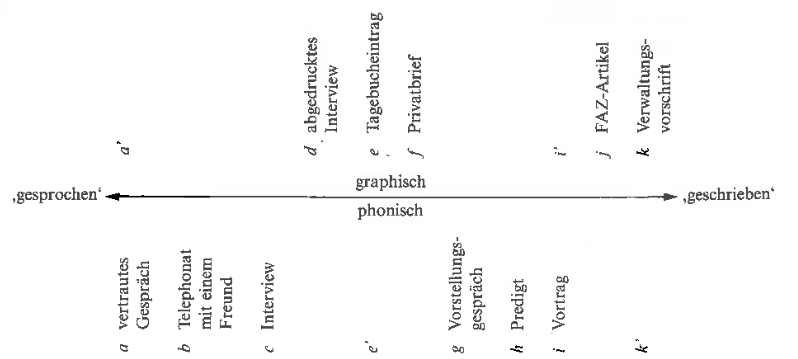 a'
d abgedrucktes
Interview
e Tagebucheintrag
f Privatbrief
i'
j FAZ-Artikel
k Verwaltungs-
vorschrift
‚gesprochen‘
graphisch
phonisch
‚geschrieben‘
a vertrautes
Gespräch
b Telephonat
mit einem
Freund
c Interview
e'
g Vorstellungs-
gespräch
h Predigt
i Vortrag
k'